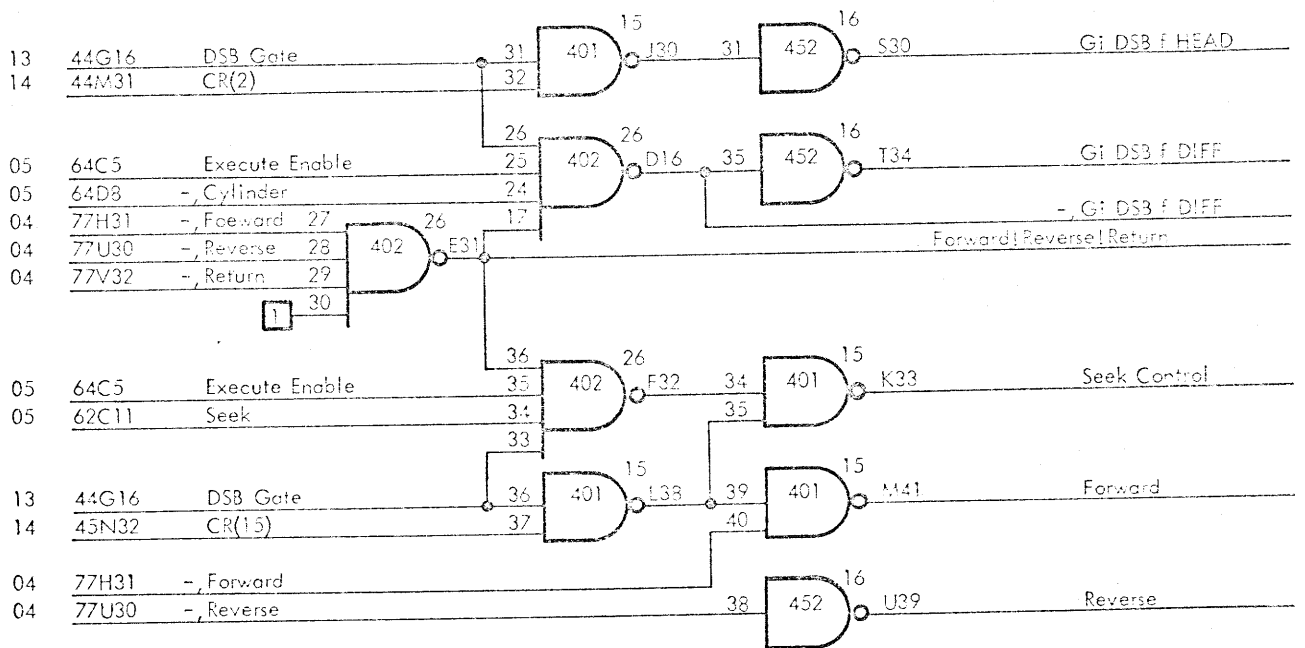 15 16
13 44G16 DSB Gate 31 401 J30 31 452 S30 Gi DSB f HEAD
14 44M31 CR(2) 32
26 26 16
05 64C5 Execute Enable 25 402 D16 35 452 T34 Gi DSB f DIFF
05 64D8 -,Cylinder 24
04 77H31 -,Foeward 27 26 17 -, Gi DSB f DIFF
04 77U30 -,Reverse 28 402 E31 Forward!Reverse!Return
04 77V32 -,Return 29
1 30
36 26 15
05 64C5 Execute Enable 35 402 F32 34 401 K33 Seek Control
05 62C11 Seek 34 35
33
15 15
13 44G16 DSB Gate 36 401 L38 39 401 M41 Forward
14 45N32 CR(15) 37 40
04 77H31 -,Forward 16
04 77U30 -,Reverse 38 452 U39 Reverse